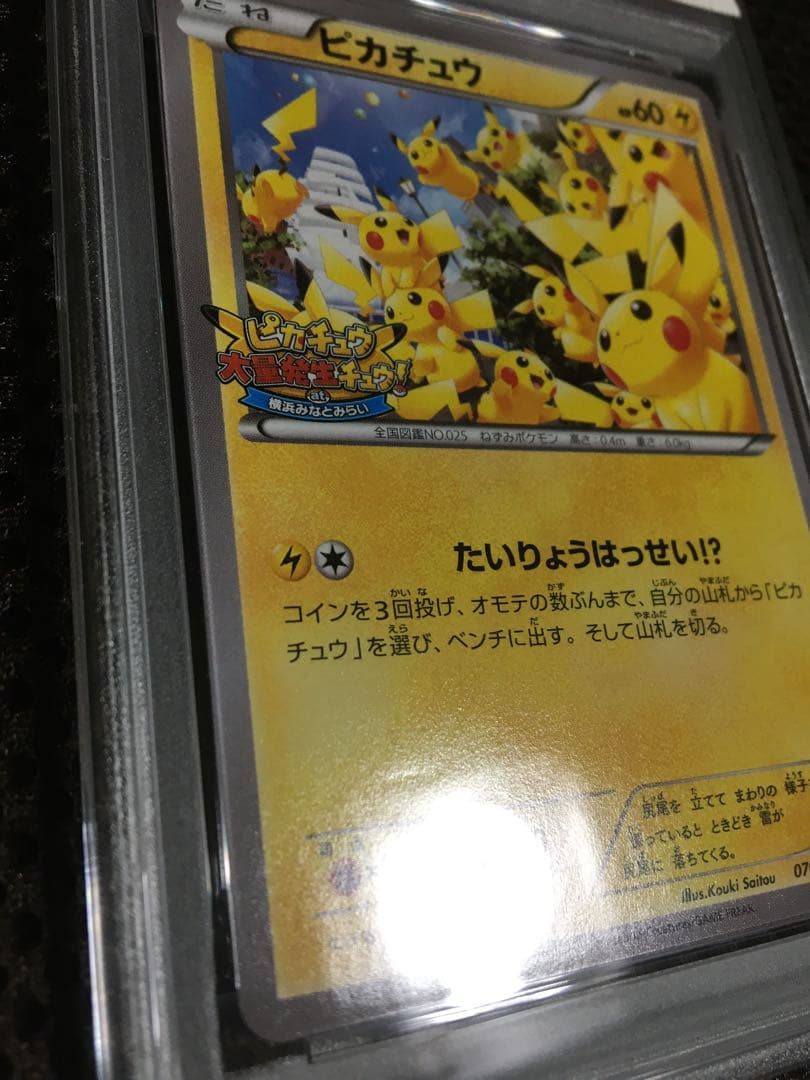 たね
ピカチュウ
HP60
ピカチュウ
大量発生チュウ!
at
横浜みなとみらい
全国図鑑NO.025 ねずみポケモン 高さ:0.4m 重さ:6.0kg
たいりょうはっせい!?
コインを3回投げ、オモテの数ぶんまで、自分の山札から「ピカ
チュウ」を選び、ベンチに出す。そして山札を切る。
尻尾を 立てて まわりの 様子
っていると ときどき 雷が
尻尾に 落ちてくる。
illus.Kouki Saitou 07
GAME FREAK